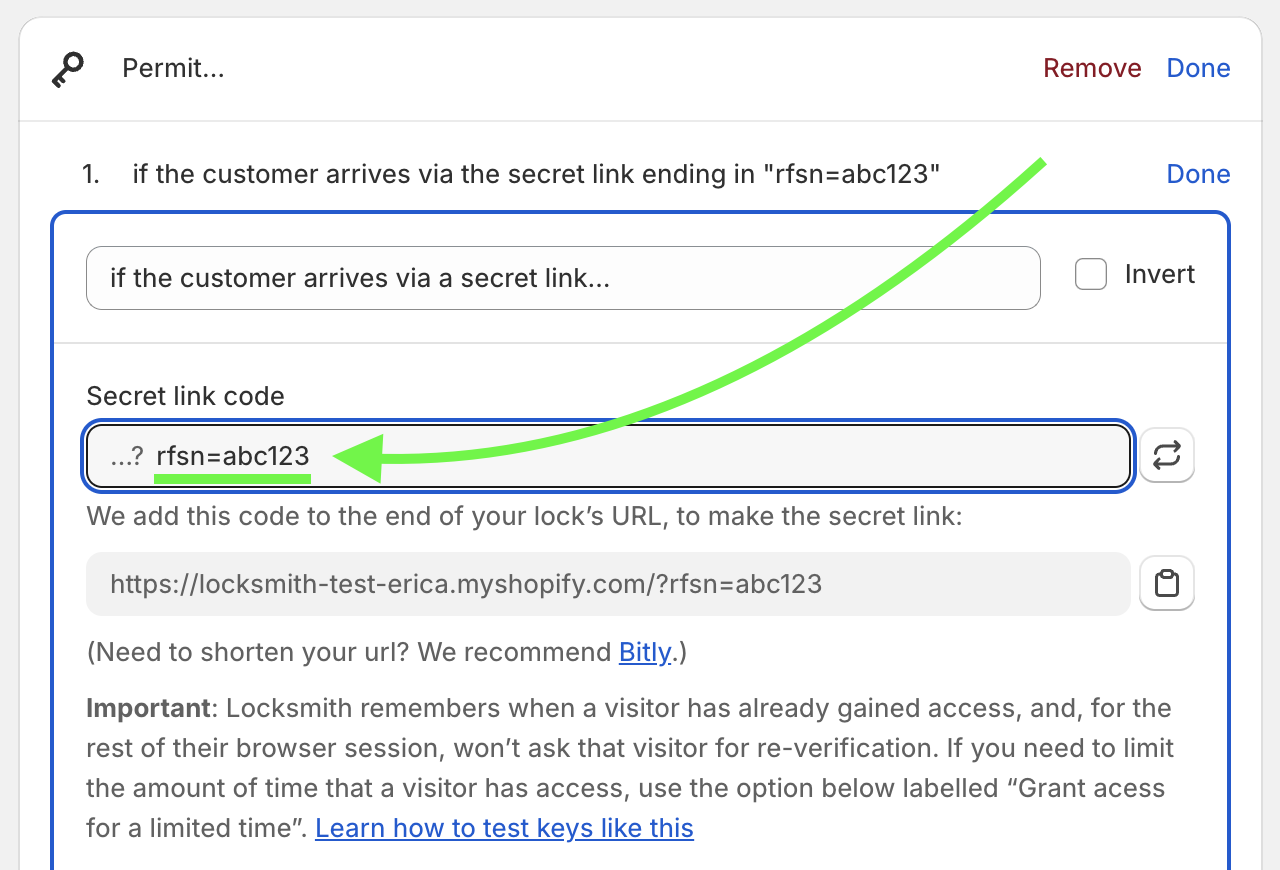 Permit...
Remove
Done
1. if the customer arrives via the secret link ending in "rfsn=abc123"
Done
if the customer arrives via a secret link...
Invert
Secret link code
...? rfsn=abc123
We add this code to the end of your lock’s URL, to make the secret link:
https://locksmith-test-erica.myshopify.com/?rfsn=abc123
(Need to shorten your url? We recommend Bitly.)
Important: Locksmith remembers when a visitor has already gained access, and, for the
rest of their browser session, won’t ask that visitor for re-verification. If you need to limit
the amount of time that a visitor has access, use the option below labelled “Grant acess
for a limited time”. Learn how to test keys like this